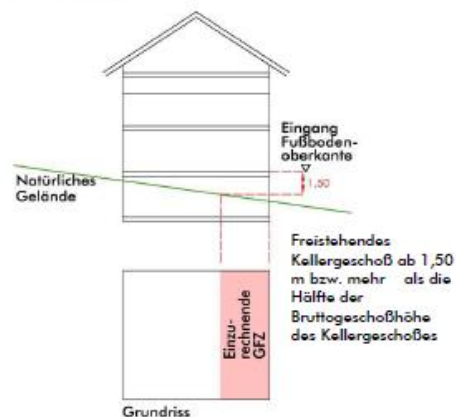 Eingang
Fußboden-
oberkante
1,50
Natürliches
Gelände
Freistehendes
Kellergeschoß ab 1,50
m bzw. mehr als die
Hälfte der
Bruttogeschoßhöhe
des Kellergeschoßes
Einzu-
rechnende
GFZ
Grundriss